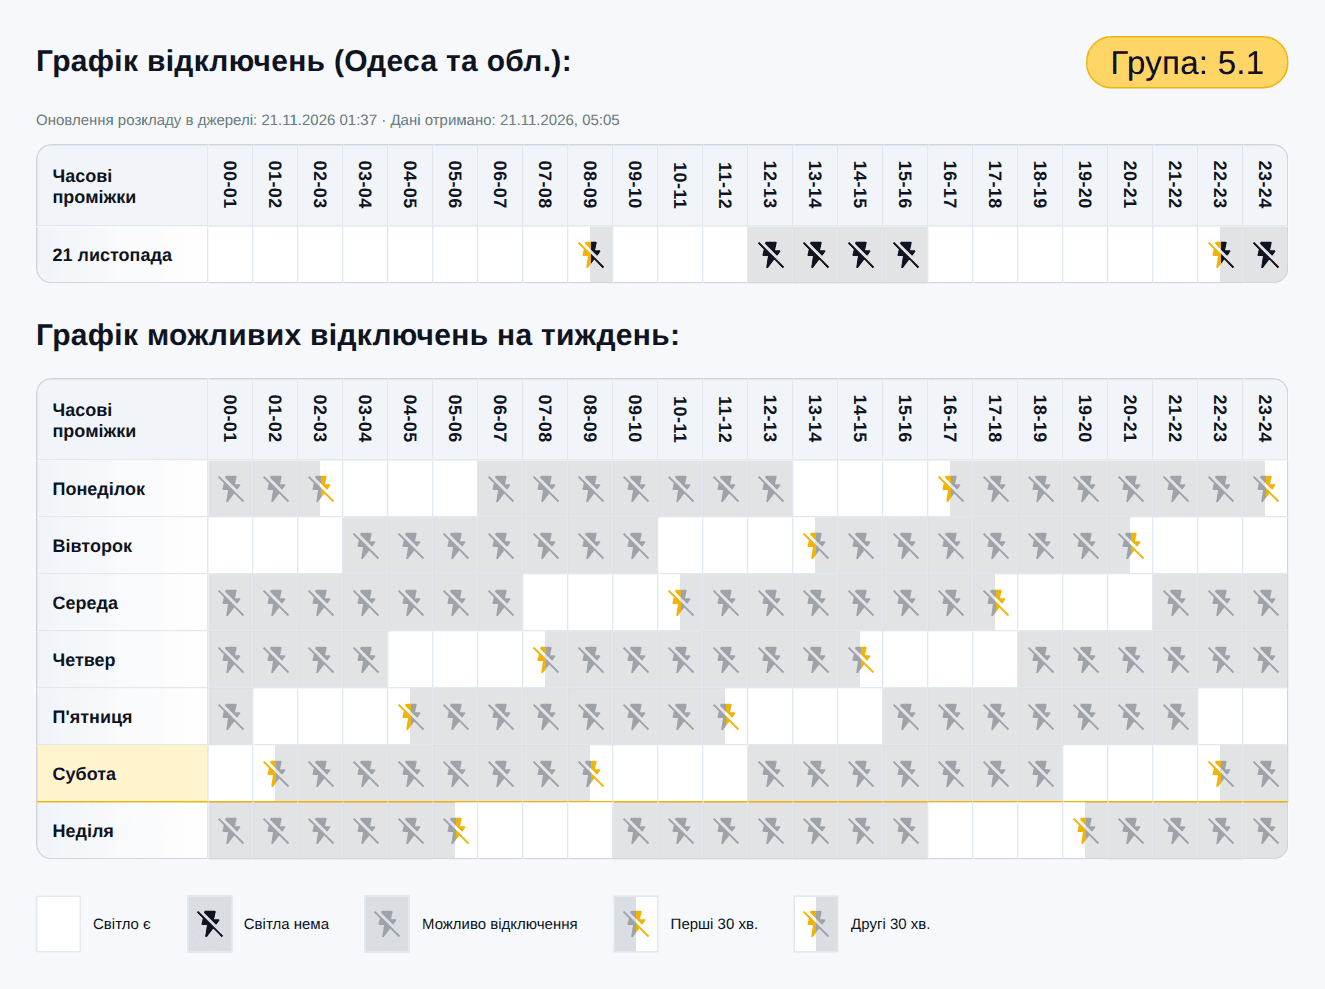 Графік відключень (Одеса та обл.):
Група: 5.1
Оновлення розкладу в джерелі: 21.11.2026 01:37 · Дані отримано: 21.11.2026, 05:05
Часові проміжки 00-01 01-02 02-03 03-04 04-05 05-06 06-07 07-08 08-09 09-10 10-11 11-12 12-13 13-14 14-15 15-16 16-17 17-18 18-19 19-20 20-21 21-22 22-23 23-24
21 листопада
Графік можливих відключень на тиждень:
Часові проміжки 00-01 01-02 02-03 03-04 04-05 05-06 06-07 07-08 08-09 09-10 10-11 11-12 12-13 13-14 14-15 15-16 16-17 17-18 18-19 19-20 20-21 21-22 22-23 23-24
Понеділок
Вівторок
Середа
Четвер
П'ятниця
Субота
Неділя
Світло є Світла нема Можливо відключення Перші 30 хв. Другі 30 хв.